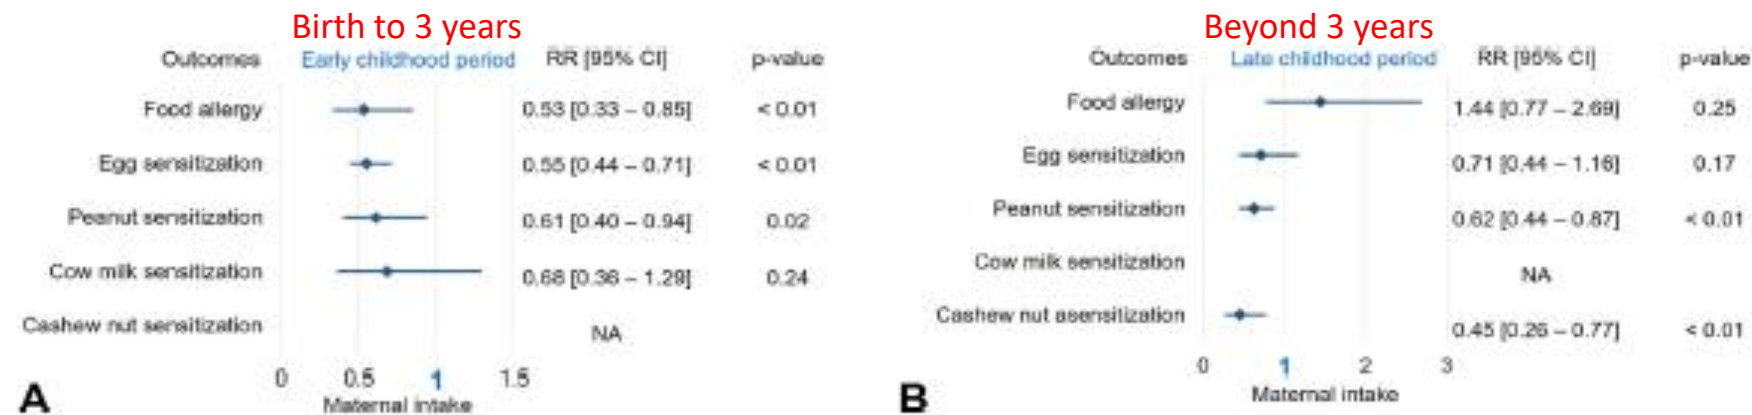 Birth to 3 years
Outcomes Early childhood period RR [95% CI] p-value
Food allergy 0.53 [0.33 – 0.85] < 0.01
Egg sensitization 0.55 [0.44 – 0.71] < 0.01
Peanut sensitization 0.61 [0.40 – 0.94] 0.02
Cow milk sensitization 0.68 [0.36 – 1.29] 0.24
Cashew nut sensitization NA
0 0.5 1 1.5
Maternal intake
A
Beyond 3 years
Outcomes Late childhood period RR [95% CI] p-value
Food allergy 1.44 [0.77 – 2.69] 0.25
Egg sensitization 0.71 [0.44 – 1.16] 0.17
Peanut sensitization 0.62 [0.44 – 0.87] < 0.01
Cow milk sensitization NA
Cashew nut asensitization 0.45 [0.26 – 0.77] < 0.01
0 1 2 3
Maternal intake
B